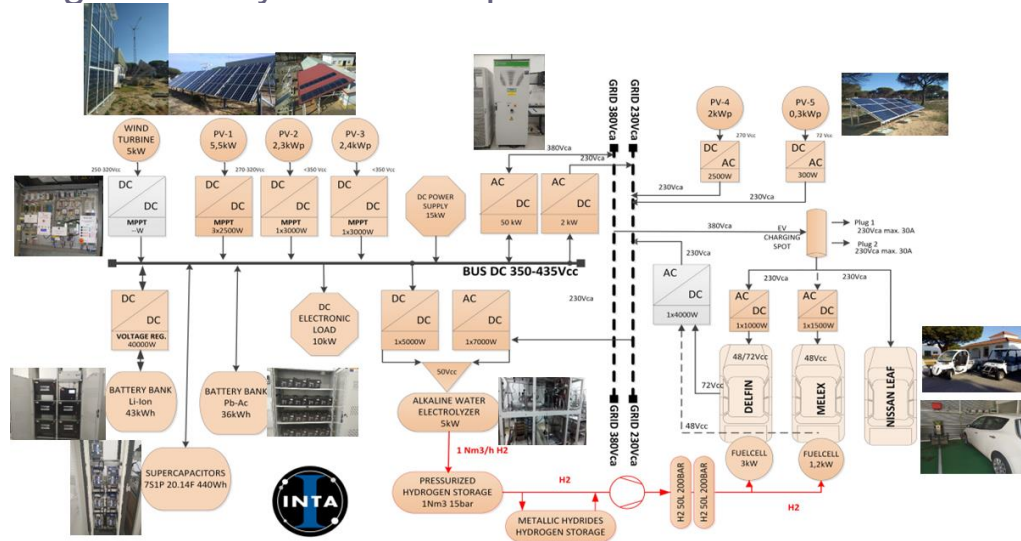 WIND
TURBINE
5kW
PV-1
5,5kW
PV-2
2,3kWp
PV-3
2,4kWp
250-320Vcc
270-320Vcc
<350 Vcc
<350 Vcc
DC
DC
MPPT
--W
DC
DC
MPPT
3x2500W
DC
DC
MPPT
1x3000W
DC
DC
MPPT
1x3000W
DC POWER
SUPPLY
15kW
380Vca
230Vca
AC
DC
50 kW
AC
DC
2 kW
GRID 380Vca
GRID 230Vca
PV-4
2kWp
PV-5
0,3kWp
270 Vcc
72 Vcc
DC
AC
2500W
DC
AC
300W
230Vca
230Vca
380Vca
EV
CHARGING
SPOT
Plug 1
230Vca max. 30A
Plug 2
230Vca max. 30A
BUS DC 350-435Vcc
DC
DC
VOLTAGE REG.
40000W
DC
ELECTRONIC
LOAD
10kW
DC
DC
1x5000W
AC
DC
1x7000W
230Vca
230Vca
AC
DC
1x4000W
230Vca
230Vca
AC
DC
1x1000W
AC
DC
1x1500W
BATTERY BANK
Li-Ion
43kWh
BATTERY BANK
Pb-Ac
36kWh
50Vcc
ALKALINE WATER
ELECTROLYZER
5kW
48/72Vcc
48Vcc
72Vcc
48Vcc
DELFIN
MELEX
NISSAN LEAF
FUELCELL
3kW
FUELCELL
1,2kW
SUPERCAPACITORS
7S1P 20.14F 440Wh
INTA
1 Nm3/h H2
PRESSURIZED
HYDROGEN STORAGE
1Nm3 15bar
H2
METALLIC HYDRIDES
HYDROGEN STORAGE
GRID 380Vca
GRID 230Vca
H2 50L 200BAR
H2 50L 200BAR
H2